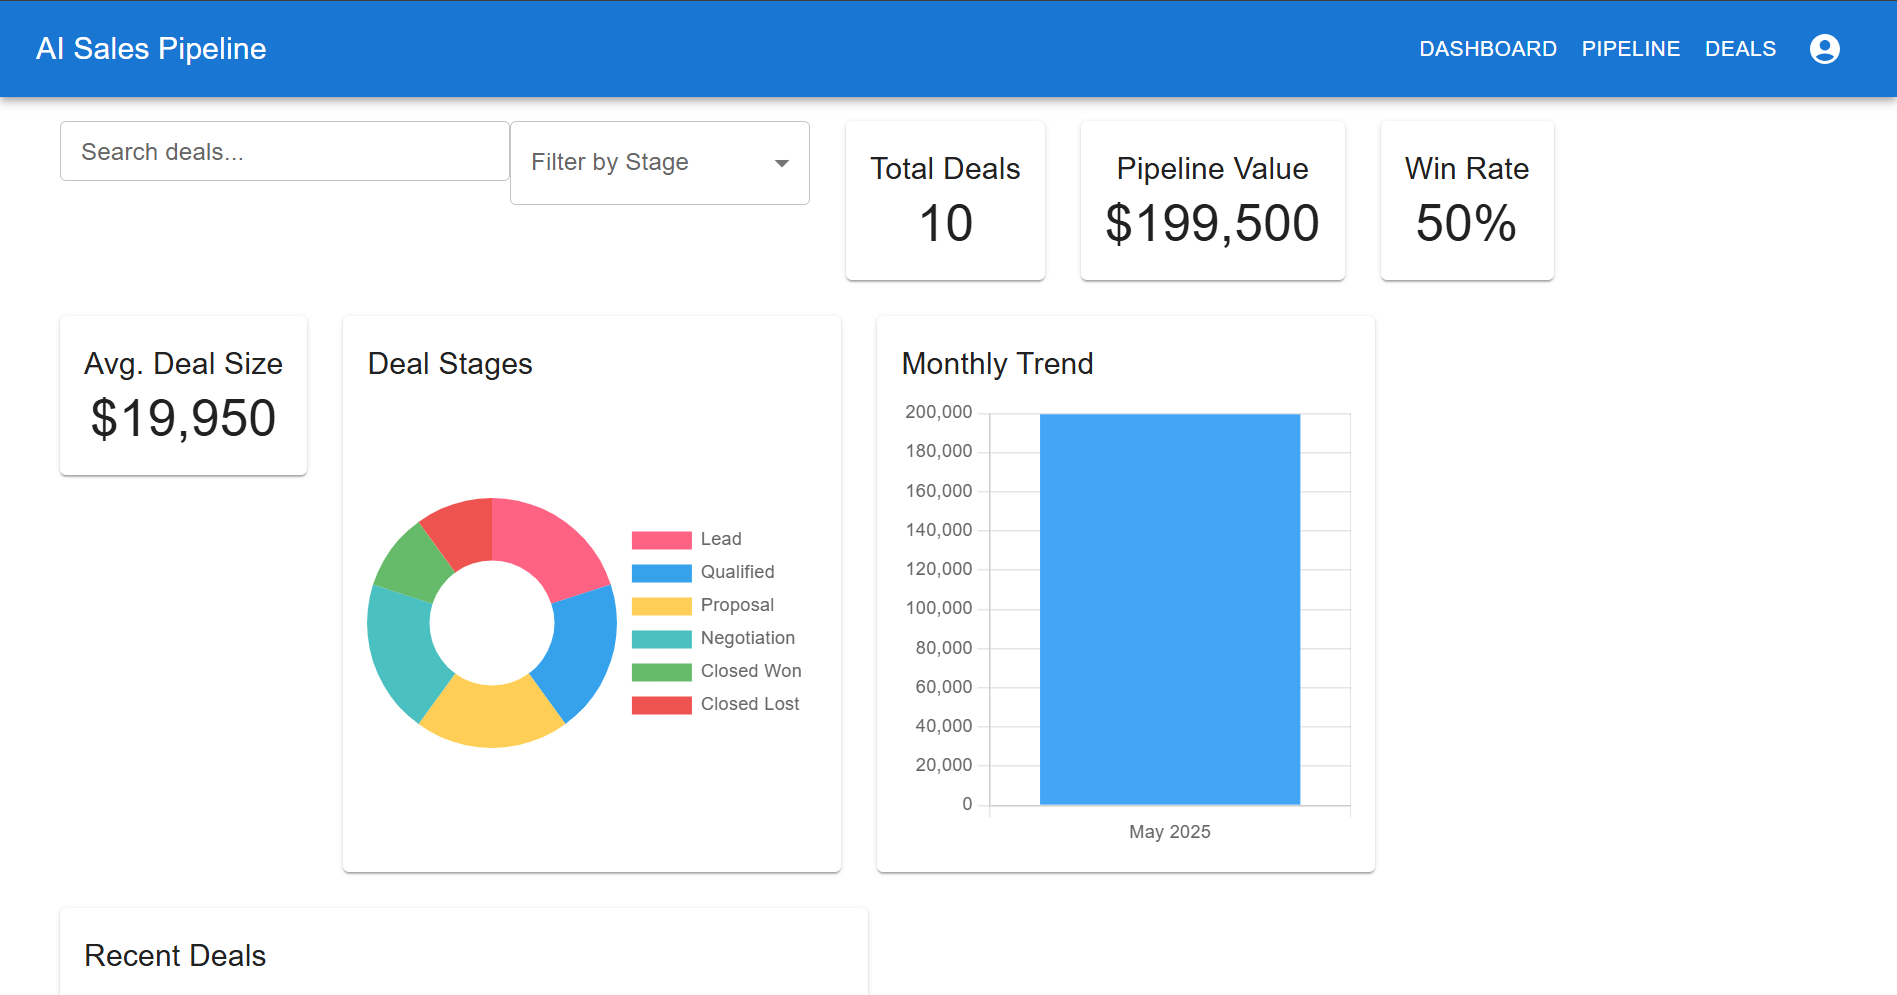 AI Sales Pipeline
DASHBOARD PIPELINE DEALS
Search deals...
Filter by Stage
Total Deals
10
Pipeline Value
$199,500
Win Rate
50%
Avg. Deal Size
$19,950
Deal Stages
Lead
Qualified
Proposal
Negotiation
Closed Won
Closed Lost
Monthly Trend
200,000
180,000
160,000
140,000
120,000
100,000
80,000
60,000
40,000
20,000
0
May 2025
Recent Deals